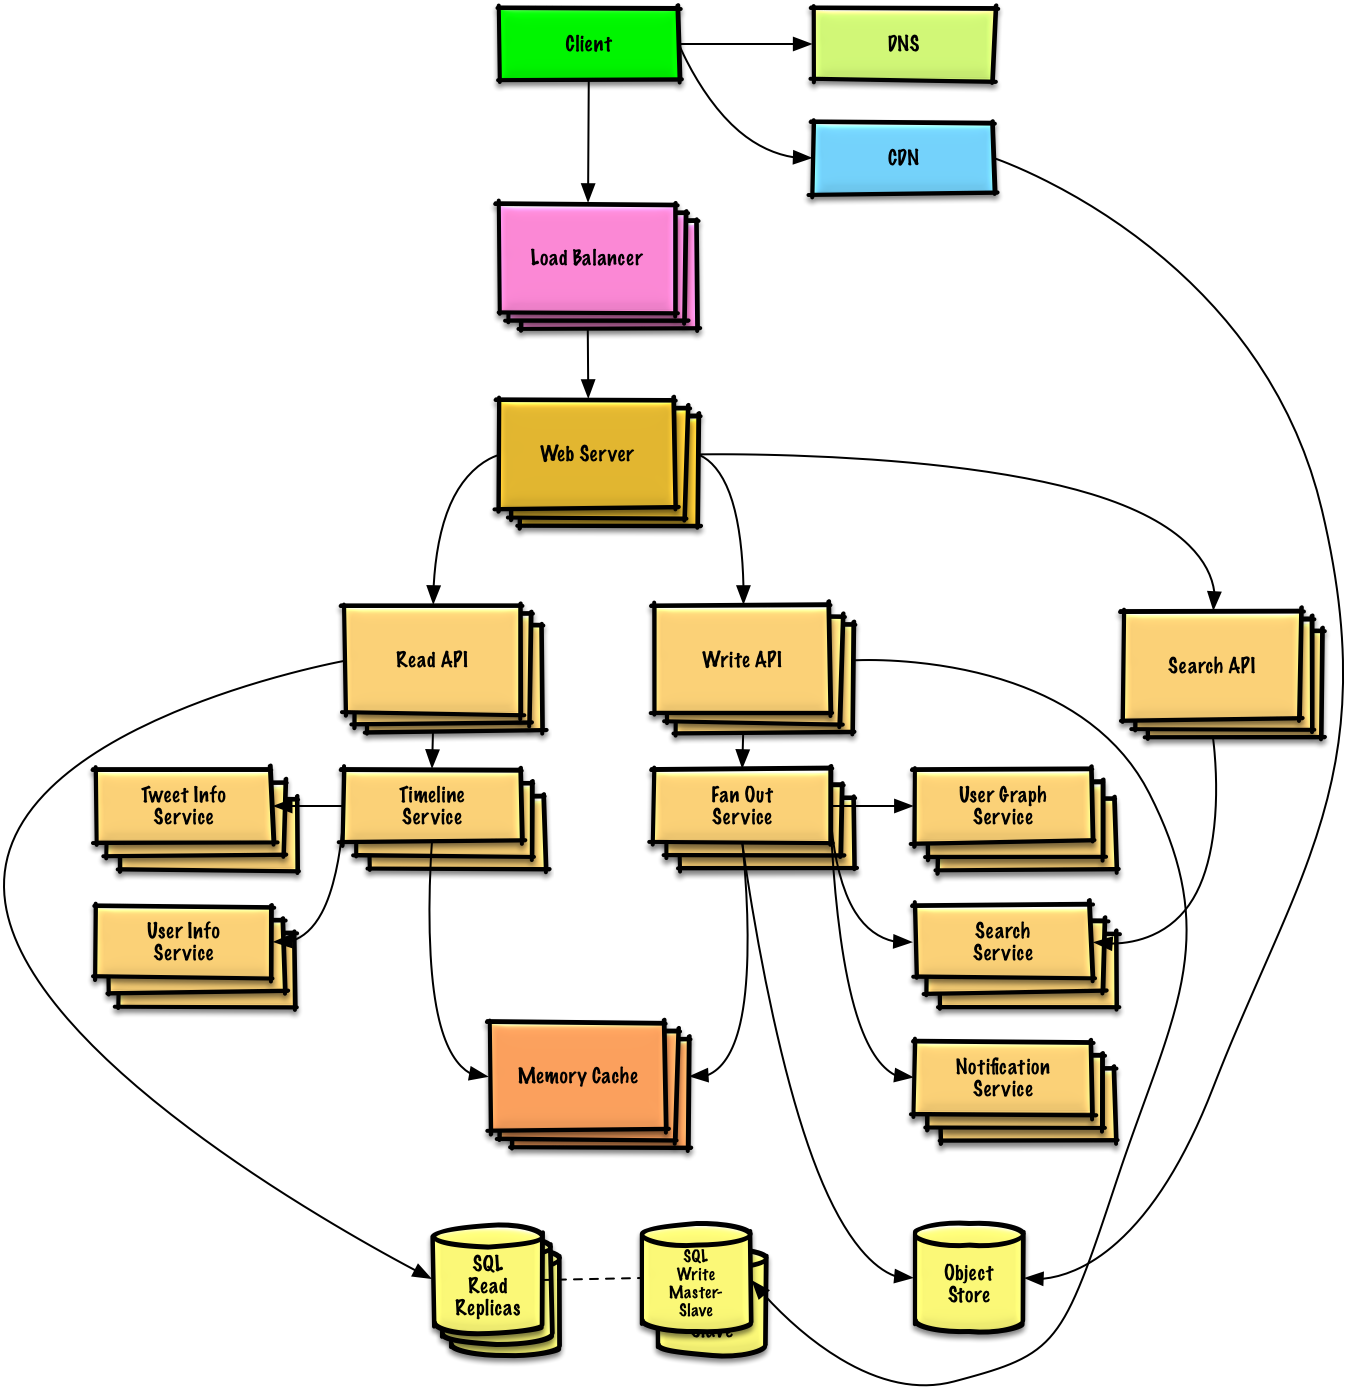 Client
DNS
CDN
Load Balancer
Web Server
Read API
Write API
Search API
Tweet Info
Service
Timeline
Service
Fan Out
Service
User Graph
Service
User Info
Service
Search
Service
Memory Cache
Notification
Service
SQL
Read
Replicas
SQL
Write
Master-
Slave
Slave
Object
Store